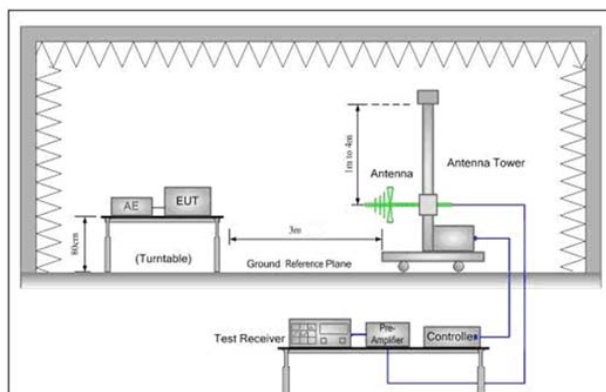 1m to 4m
Antenna
Antenna Tower
AE
EUT
80cm
(Turntable)
3m
Ground Reference Plane
Test Receiver
Pre-
Amplifier
Controller